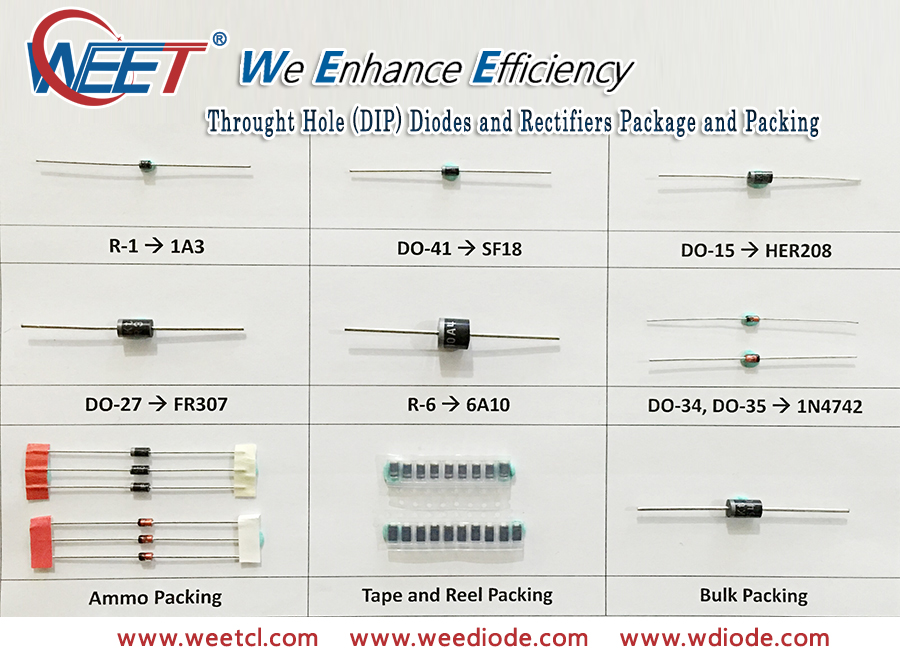 WEET®
We Enhance Efficiency
Throught Hole (DIP) Diodes and Rectifiers Package and Packing
R-1 → 1A3
DO-41 → SF18
DO-15 → HER208
DO-27 → FR307
R-6 → 6A10
DO-34, DO-35 → 1N4742
Ammo Packing
Tape and Reel Packing
Bulk Packing
www.weetcl.com www.weediode.com www.wdiode.com